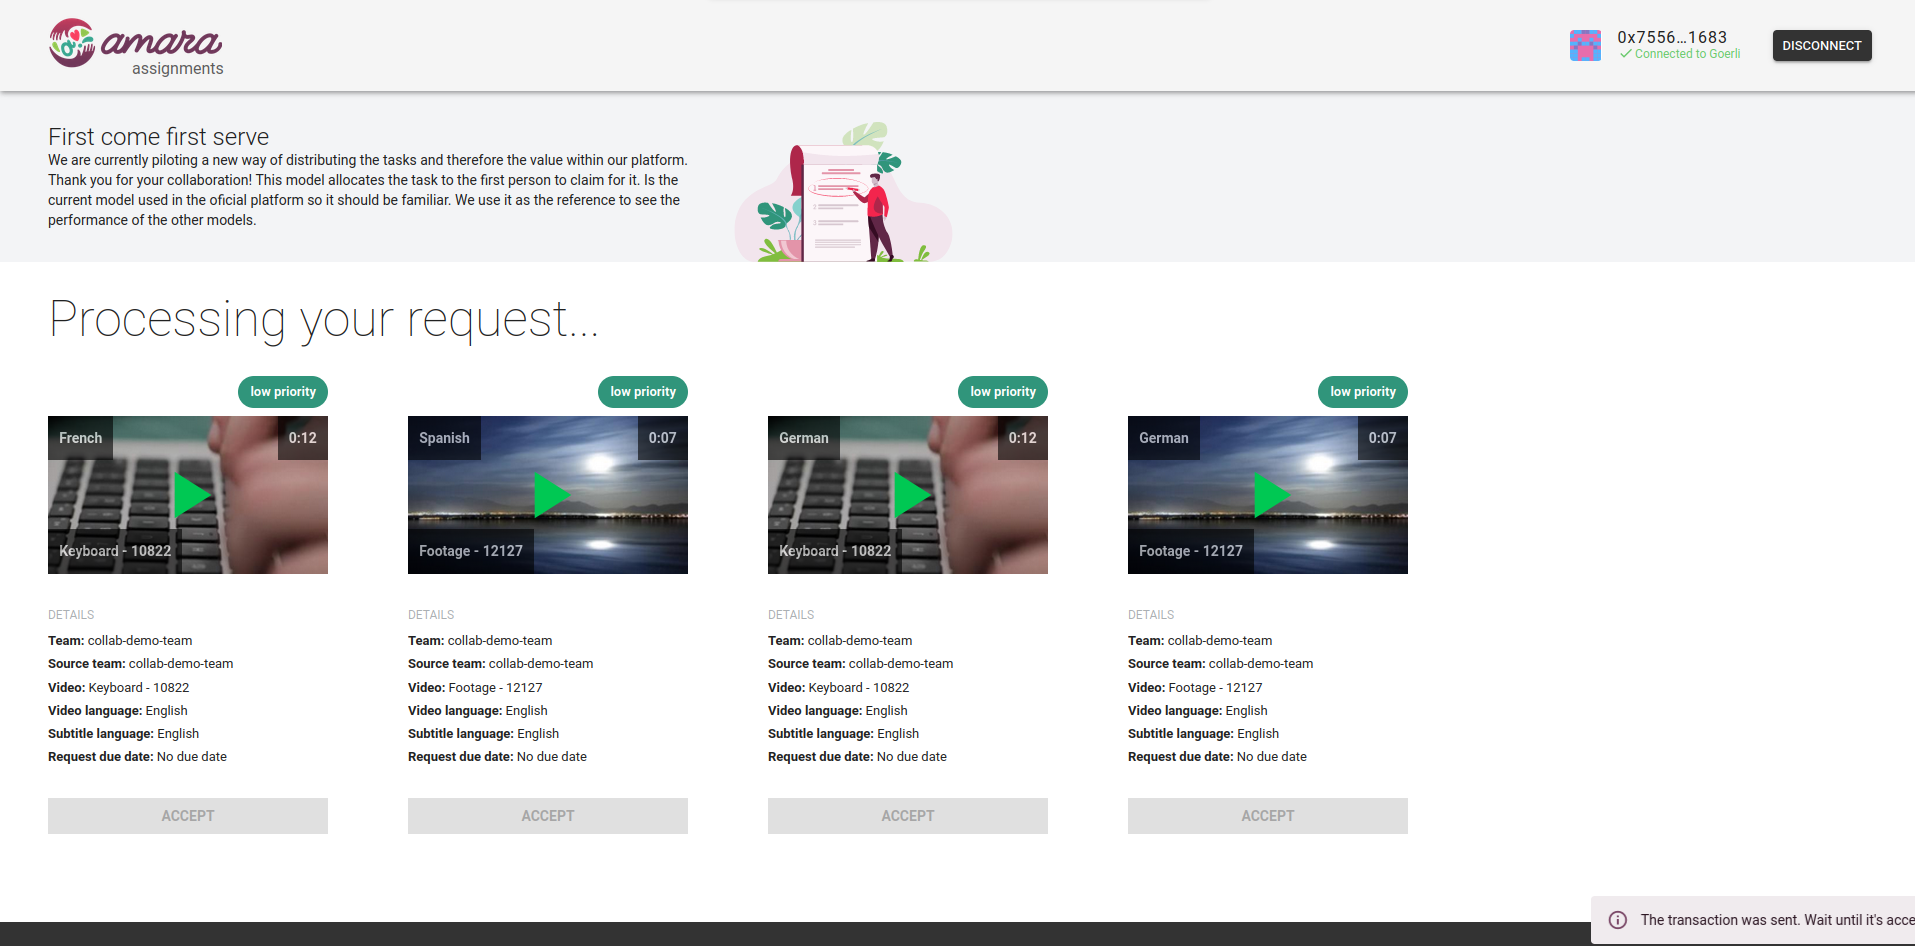 amara
assignments
0x7556...1683
Connected to Goerli
DISCONNECT
First come first serve
We are currently piloting a new way of distributing the tasks and therefore the value within our platform.
Thank you for your collaboration! This model allocates the task to the first person to claim for it. Is the
current model used in the oficial platform so it should be familiar. We use it as the reference to see the
performance of the other models.
Processing your request...
low priority
French
0:12
Keyboard - 10822
DETAILS
Team: collab-demo-team
Source team: collab-demo-team
Video: Keyboard - 10822
Video language: English
Subtitle language: English
Request due date: No due date
ACCEPT
low priority
Spanish
0:07
Footage - 12127
DETAILS
Team: collab-demo-team
Source team: collab-demo-team
Video: Footage - 12127
Video language: English
Subtitle language: English
Request due date: No due date
ACCEPT
low priority
German
0:12
Keyboard - 10822
DETAILS
Team: collab-demo-team
Source team: collab-demo-team
Video: Keyboard - 10822
Video language: English
Subtitle language: English
Request due date: No due date
ACCEPT
low priority
German
0:07
Footage - 12127
DETAILS
Team: collab-demo-team
Source team: collab-demo-team
Video: Footage - 12127
Video language: English
Subtitle language: English
Request due date: No due date
ACCEPT
The transaction was sent. Wait until it's acce